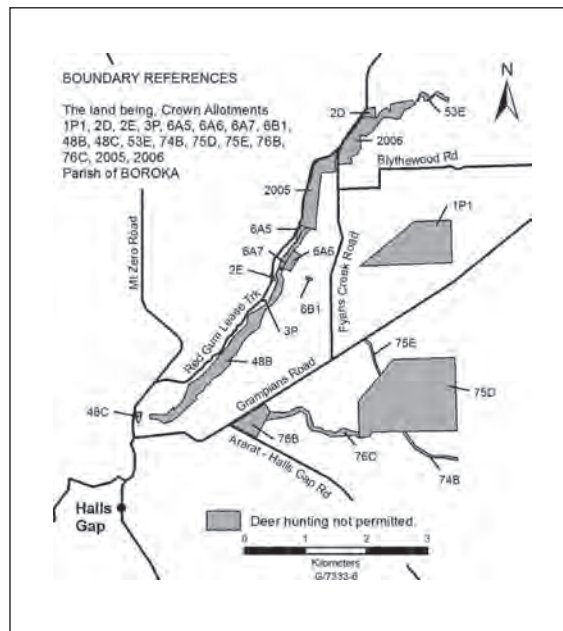 BOUNDARY REFERENCES
The land being, Crown Allotments
1P1, 2D, 2E, 3P, 6A5, 6A6, 6A7, 6B1,
48B, 48C, 53E, 74B, 75D, 75E, 76B,
76C, 2005, 2006
Parish of BOROKA
N
2D
53E
2006
Blythewood Rd
2005
1P1
Mt Zero Road
6A5
6A7
6A6
2E
6B1
Fyans Creek Road
Red Gum Lease Trk
3P
75E
48B
Grampians Road
75D
48C
76B
76C
74B
Ararat - Halls Gap Rd
Halls
Gap
Deer hunting not permitted.
0 1 2 3
Kilometers
G/7333-6